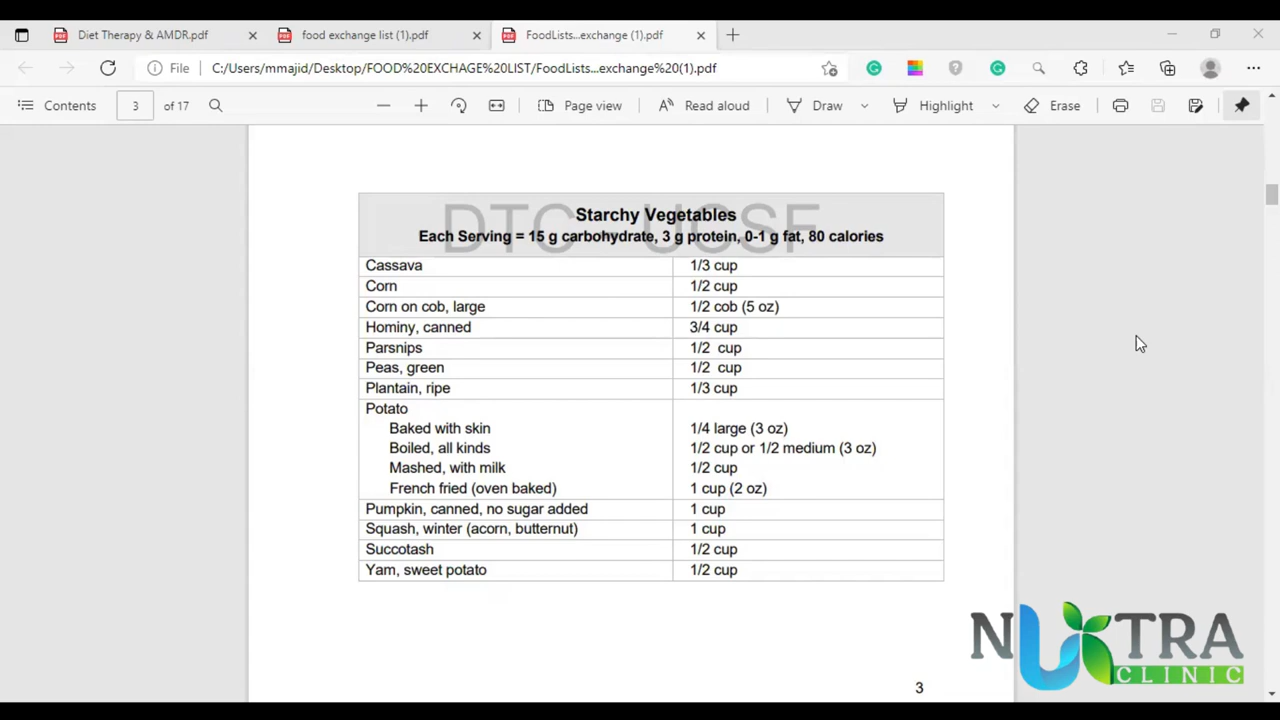 Diet Therapy & AMDR.pdf
food exchange list (1).pdf
FoodLists...exchange (1).pdf
File C:/Users/mmajid/Desktop/FOOD%20EXCHAGE%20LIST/FoodLists...exchange%20(1).pdf
Contents 3 of 17 Page view Read aloud Draw Highlight Erase
DTC - UCSF
Starchy Vegetables
Each Serving = 15 g carbohydrate, 3 g protein, 0-1 g fat, 80 calories
Cassava 1/3 cup
Corn 1/2 cup
Corn on cob, large 1/2 cob (5 oz)
Hominy, canned 3/4 cup
Parsnips 1/2 cup
Peas, green 1/2 cup
Plantain, ripe 1/3 cup
Potato
Baked with skin 1/4 large (3 oz)
Boiled, all kinds 1/2 cup or 1/2 medium (3 oz)
Mashed, with milk 1/2 cup
French fried (oven baked) 1 cup (2 oz)
Pumpkin, canned, no sugar added 1 cup
Squash, winter (acorn, butternut) 1 cup
Succotash 1/2 cup
Yam, sweet potato 1/2 cup
NUTRA
CLINIC
3